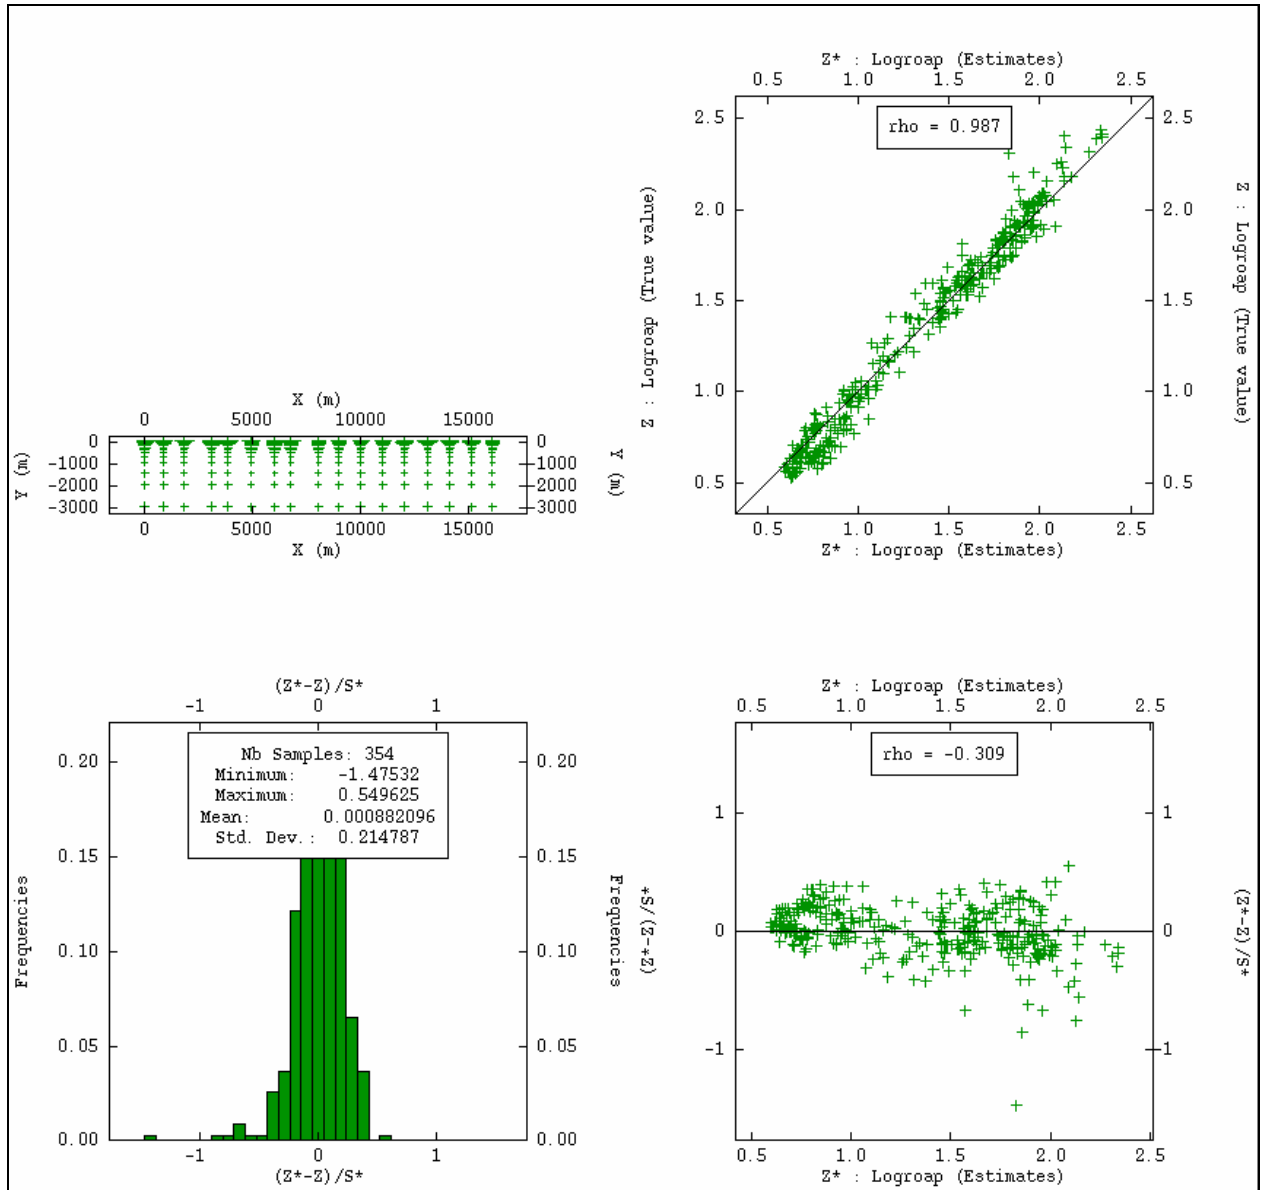 X (m)
0 5000 10000 15000
0 0
-1000 -1000
-2000 -2000
-3000 -3000
Y (m)
Y (m)
0 5000 10000 15000
X (m)
Z* : Logroap (Estimates)
0.5 1.0 1.5 2.0 2.5
rho = 0.987
2.5 2.5
2.0 2.0
1.5 1.5
1.0 1.0
0.5 0.5
Z : Logroap (True value)
Z : Logroap (True value)
0.5 1.0 1.5 2.0 2.5
Z* : Logroap (Estimates)
(Z*-Z)/S*
-1 0 1
Nb Samples: 354
Minimum: -1.47532
Maximum: 0.549625
Mean: 0.000882096
Std. Dev.: 0.214787
0.20 0.20
0.15 0.15
0.10 0.10
0.05 0.05
0.00 0.00
Frequencies
Frequencies
-1 0 1
(Z*-Z)/S*
Z* : Logroap (Estimates)
0.5 1.0 1.5 2.0 2.5
rho = -0.309
1 1
0 0
-1 -1
(Z*-Z)/S*
(Z*-Z)/S*
0.5 1.0 1.5 2.0 2.5
Z* : Logroap (Estimates)